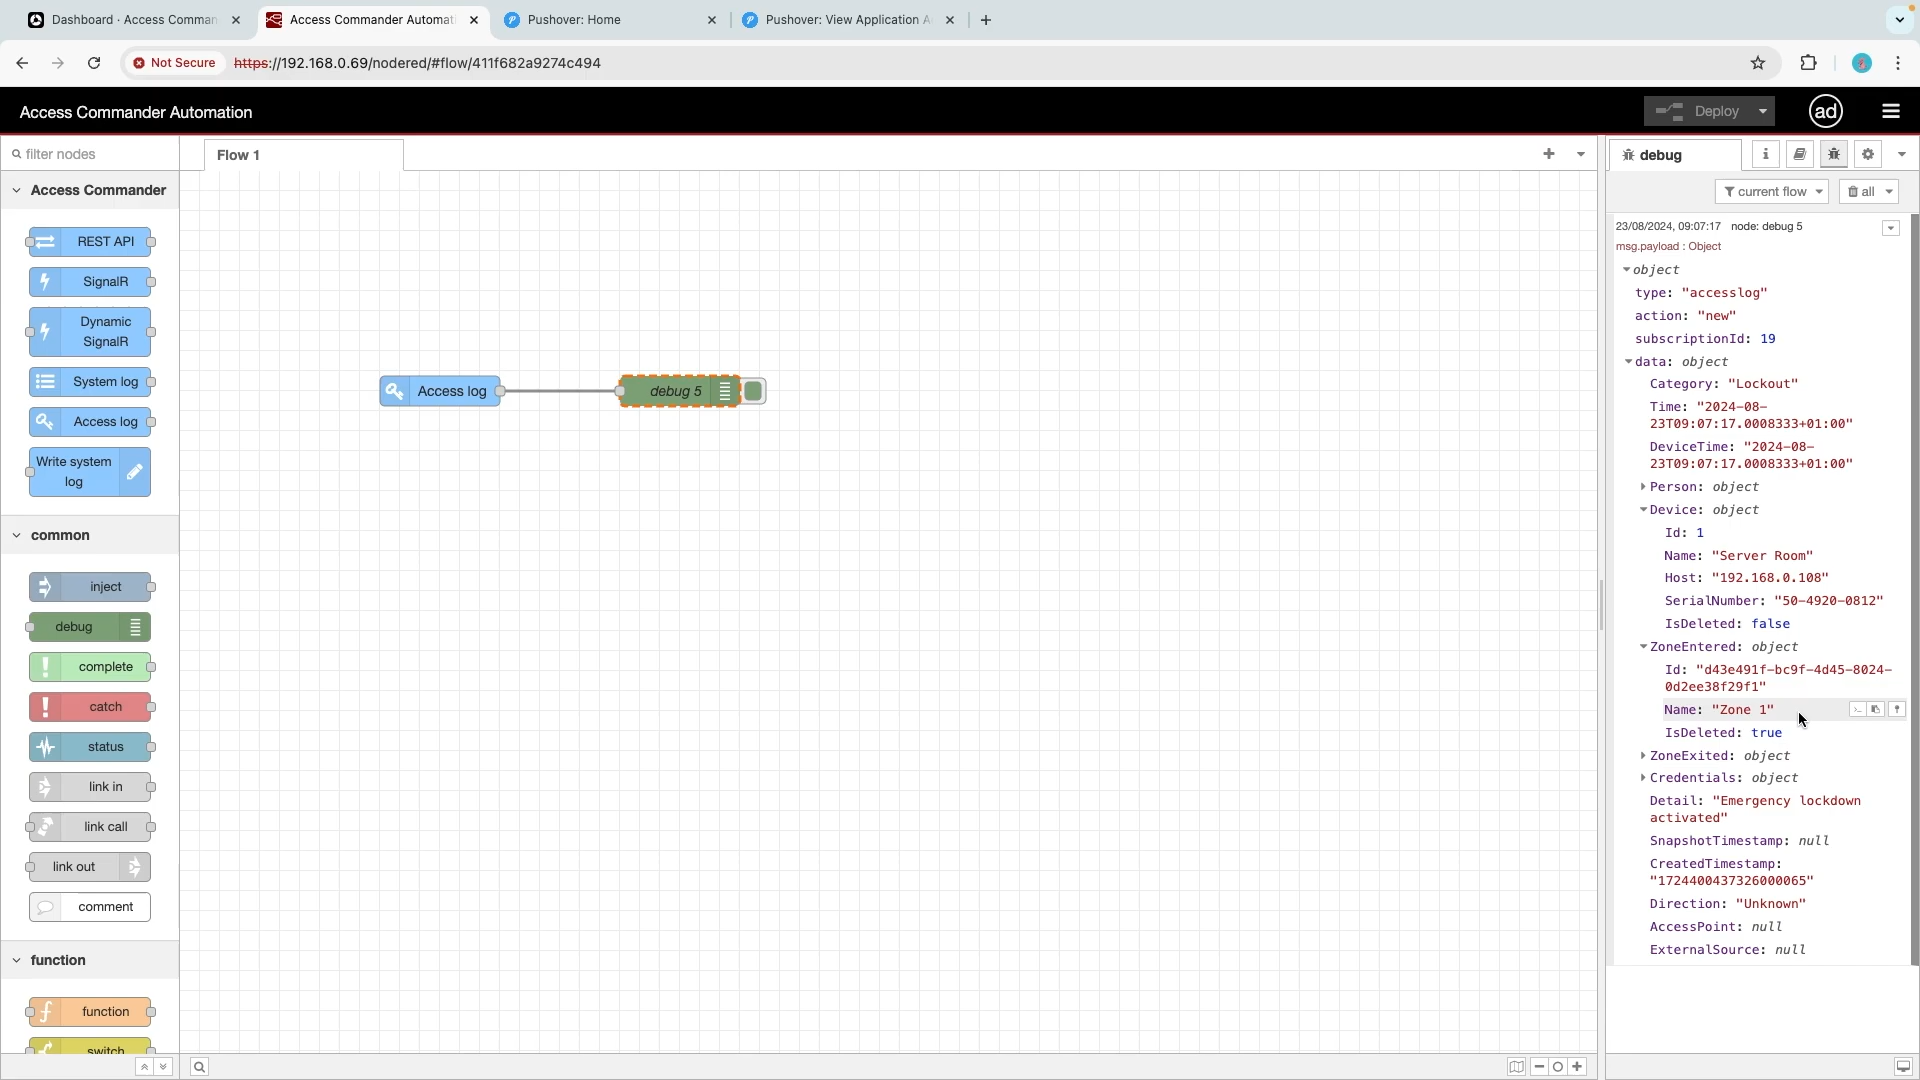 Dashboard · Access Comman
Access Commander Automati
Pushover: Home
Pushover: View Application A
Not Secure
https://192.168.0.69/nodered/#flow/411f682a9274c494
Access Commander Automation
Deploy
ad
filter nodes
Flow 1
debug
i
current flow
all
Access Commander
REST API
SignalR
Dynamic
SignalR
System log
Access log
Write system
log
common
inject
debug
complete
catch
status
link in
link call
link out
comment
function
function
switch
Access log
debug 5
23/08/2024, 09:07:17 node: debug 5
msg.payload : Object
object
type: "accesslog"
action: "new"
subscriptionId: 19
data: object
Category: "Lockout"
Time: "2024-08-
23T09:07:17.0008333+01:00"
DeviceTime: "2024-08-
23T09:07:17.0008333+01:00"
Person: object
Device: object
Id: 1
Name: "Server Room"
Host: "192.168.0.108"
SerialNumber: "50-4920-0812"
IsDeleted: false
ZoneEntered: object
Id: "d43e491f-bc9f-4d45-8024-
0d2ee38f29f1"
Name: "Zone 1"
IsDeleted: true
ZoneExited: object
Credentials: object
Detail: "Emergency lockdown
activated"
SnapshotTimestamp: null
CreatedTimestamp:
"1724400437326000065"
Direction: "Unknown"
AccessPoint: null
ExternalSource: null